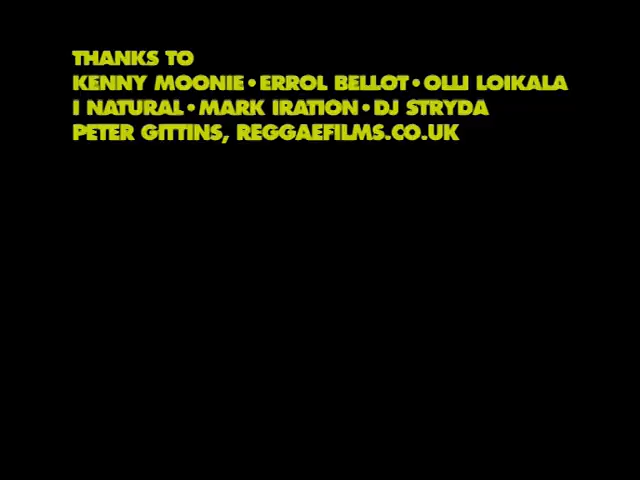 THANKS TO
KENNY MOONIE•ERROL BELLOT•OLLI LOIKALA
I NATURAL•MARK IRATION•DJ STRYDA
PETER GITTINS, REGGAEFILMS.CO.UK